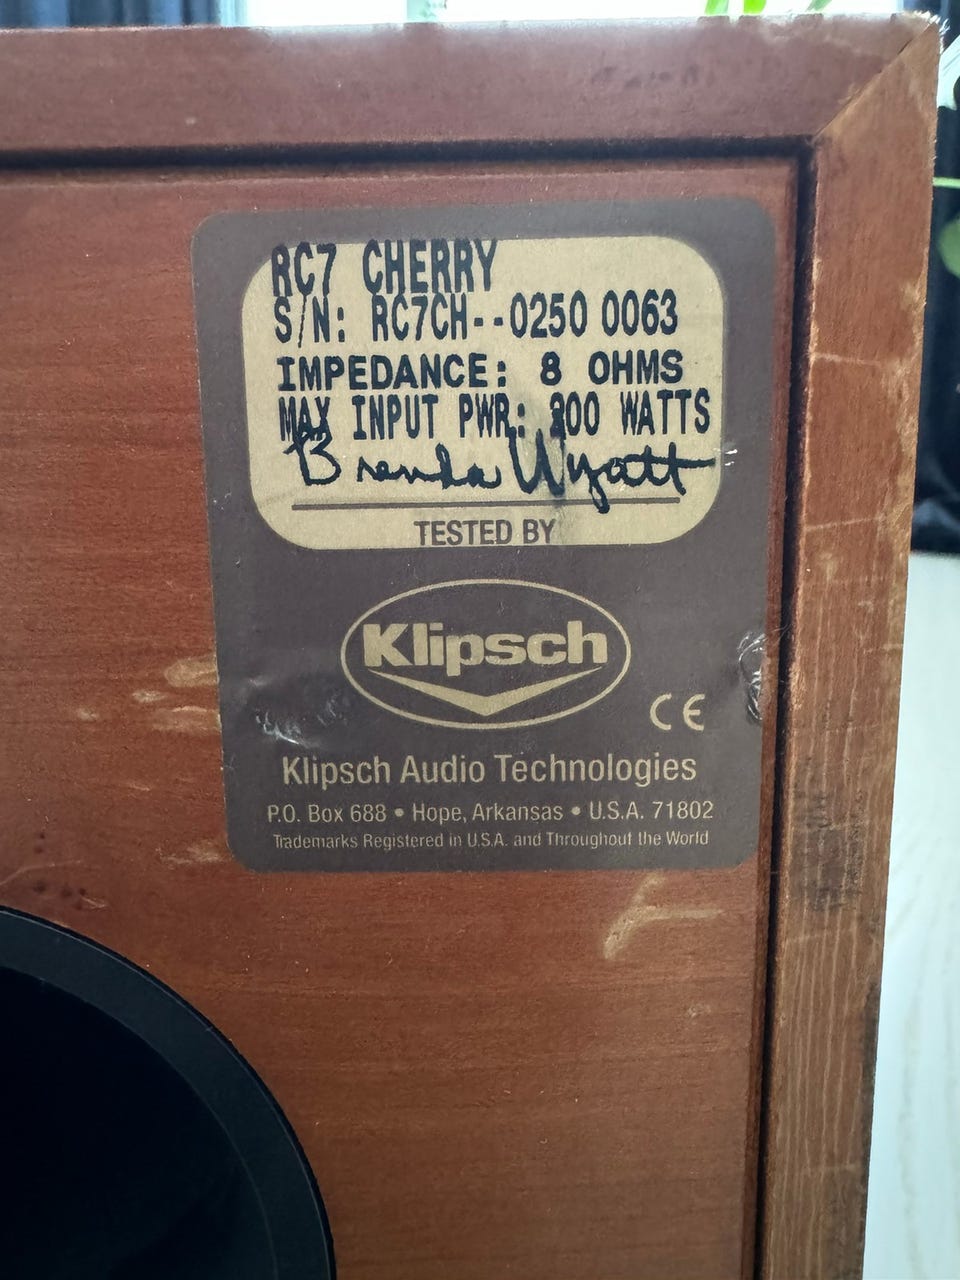 RC7 CHERRY
S/N: RC7CH--0250 0063
IMPEDANCE: 8 OHMS
MAX INPUT PWR: 200 WATTS
Brenda Wyatt
TESTED BY
Klipsch
CE
Klipsch Audio Technologies
P.O. Box 688 • Hope, Arkansas • U.S.A. 71802
Trademarks Registered in U.S.A. and Throughout the World